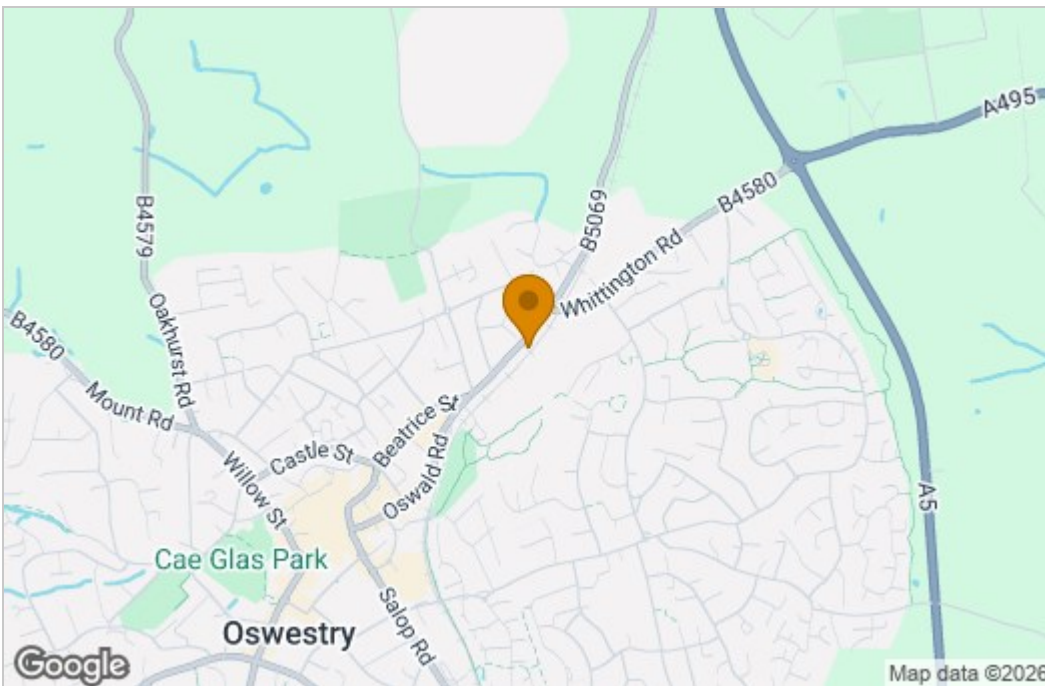 A495
B4580
B5069
B4579
Whittington Rd
Oakhurst Rd
B4580
Mount Rd
Beatrice St
Castle St
Oswald Rd
Willow St
A5
Cae Glas Park
Salop Rd
Oswestry
Google
Map data ©2026